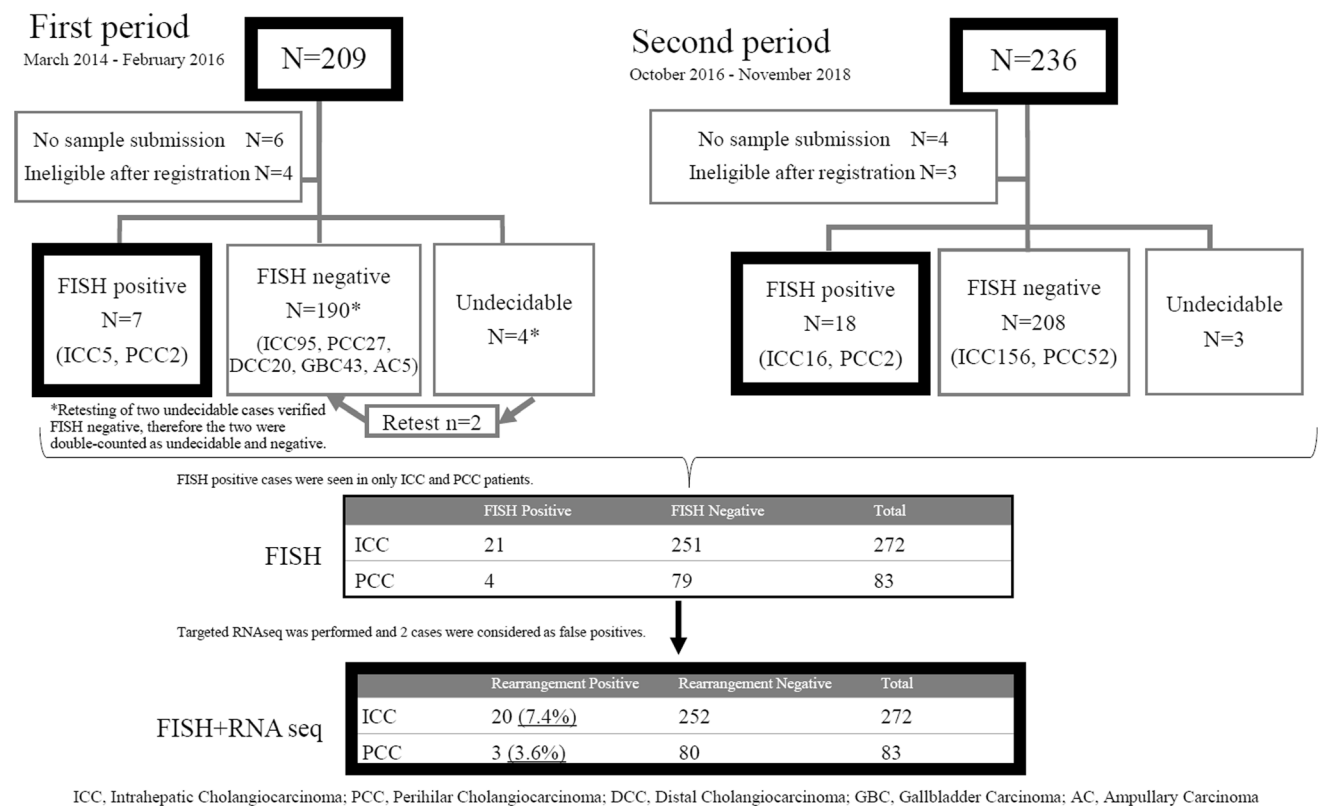 First period
March 2014 - February 2016
N=209
No sample submission N=6
Ineligible after registration N=4
FISH positive
N=7
(ICC5, PCC2)
FISH negative
N=190*
(ICC95, PCC27,
DCC20, GBC43, AC5)
Undecidable
N=4*
Retest n=2
*Retesting of two undecidable cases verified
FISH negative, therefore the two were
double-counted as undecidable and negative.
Second period
October 2016 - November 2018
N=236
No sample submission N=4
Ineligible after registration N=3
FISH positive
N=18
(ICC16, PCC2)
FISH negative
N=208
(ICC156, PCC52)
Undecidable
N=3
FISH positive cases were seen in only ICC and PCC patients.
FISH
FISH Positive FISH Negative Total
ICC 21 251 272
PCC 4 79 83
Targeted RNAseq was performed and 2 cases were considered as false positives.
FISH+RNA seq
Rearrangement Positive Rearrangement Negative Total
ICC 20 (7.4%) 252 272
PCC 3 (3.6%) 80 83
ICC, Intrahepatic Cholangiocarcinoma; PCC, Perihilar Cholangiocarcinoma; DCC, Distal Cholangiocarcinoma; GBC, Gallbladder Carcinoma; AC, Ampullary Carcinoma